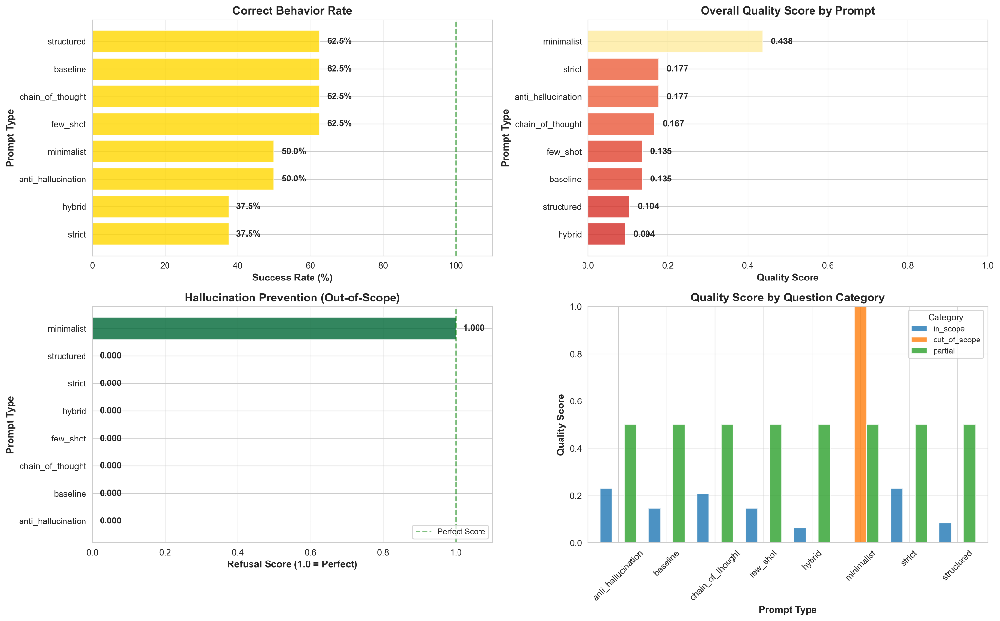 Correct Behavior Rate
Prompt Type
structured
62.5%
baseline
62.5%
chain_of_thought
62.5%
few_shot
62.5%
minimalist
50.0%
anti_hallucination
50.0%
hybrid
37.5%
strict
37.5%
0 20 40 60 80 100
Success Rate (%)
Overall Quality Score by Prompt
Prompt Type
minimalist
0.438
strict
0.177
anti_hallucination
0.177
chain_of_thought
0.167
few_shot
0.135
baseline
0.135
structured
0.104
hybrid
0.094
0.0 0.2 0.4 0.6 0.8 1.0
Quality Score
Hallucination Prevention (Out-of-Scope)
Prompt Type
minimalist
1.000
structured
0.000
strict
0.000
hybrid
0.000
few_shot
0.000
chain_of_thought
0.000
baseline
0.000
anti_hallucination
0.000
Perfect Score
0.0 0.2 0.4 0.6 0.8 1.0
Refusal Score (1.0 = Perfect)
Quality Score by Question Category
Quality Score
1.0
0.8
0.6
0.4
0.2
0.0
Category
in_scope
out_of_scope
partial
anti_hallucination
baseline
chain_of_thought
few_shot
hybrid
minimalist
strict
structured
Prompt Type